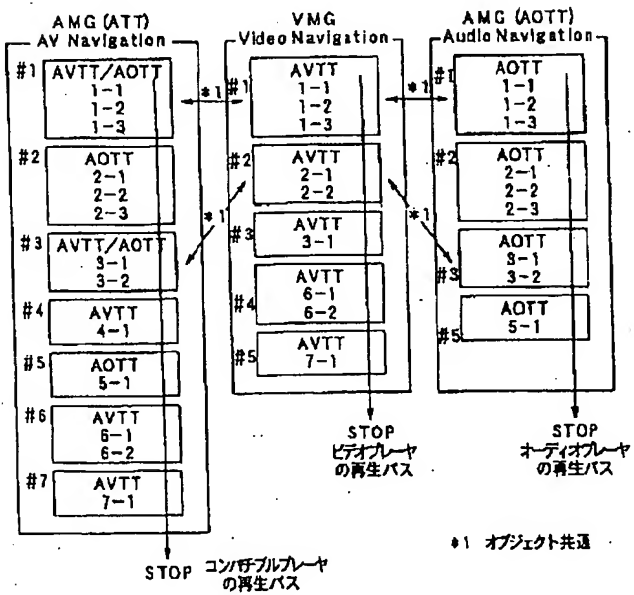 AMG (ATT)
AV Navigation
#1 AVTT/AOTT
1-1
1-2
1-3
#2 AOTT
2-1
2-2
2-3
#3 AVTT/AOTT
3-1
3-2
#4 AVTT
4-1
#5 AOTT
5-1
#6 AVTT
6-1
6-2
#7 AVTT
7-1
STOP コンパチブルプレーヤ
の再生パス
*1
*1
VMG
Video Navigation
#1 AVTT
1-1
1-2
1-3
#2 AVTT
2-1
2-2
#3 AVTT
3-1
#4 AVTT
6-1
6-2
#5 AVTT
7-1
STOP
ビデオプレーヤ
の再生パス
*1
*1
AMG (AOTT)
Audio Navigation
#1 AOTT
1-1
1-2
1-3
#2 AOTT
2-1
2-2
2-3
#3 AOTT
3-1
3-2
#5 AOTT
5-1
STOP
オーディオプレーヤ
の再生パス
*1 オブジェクト共通